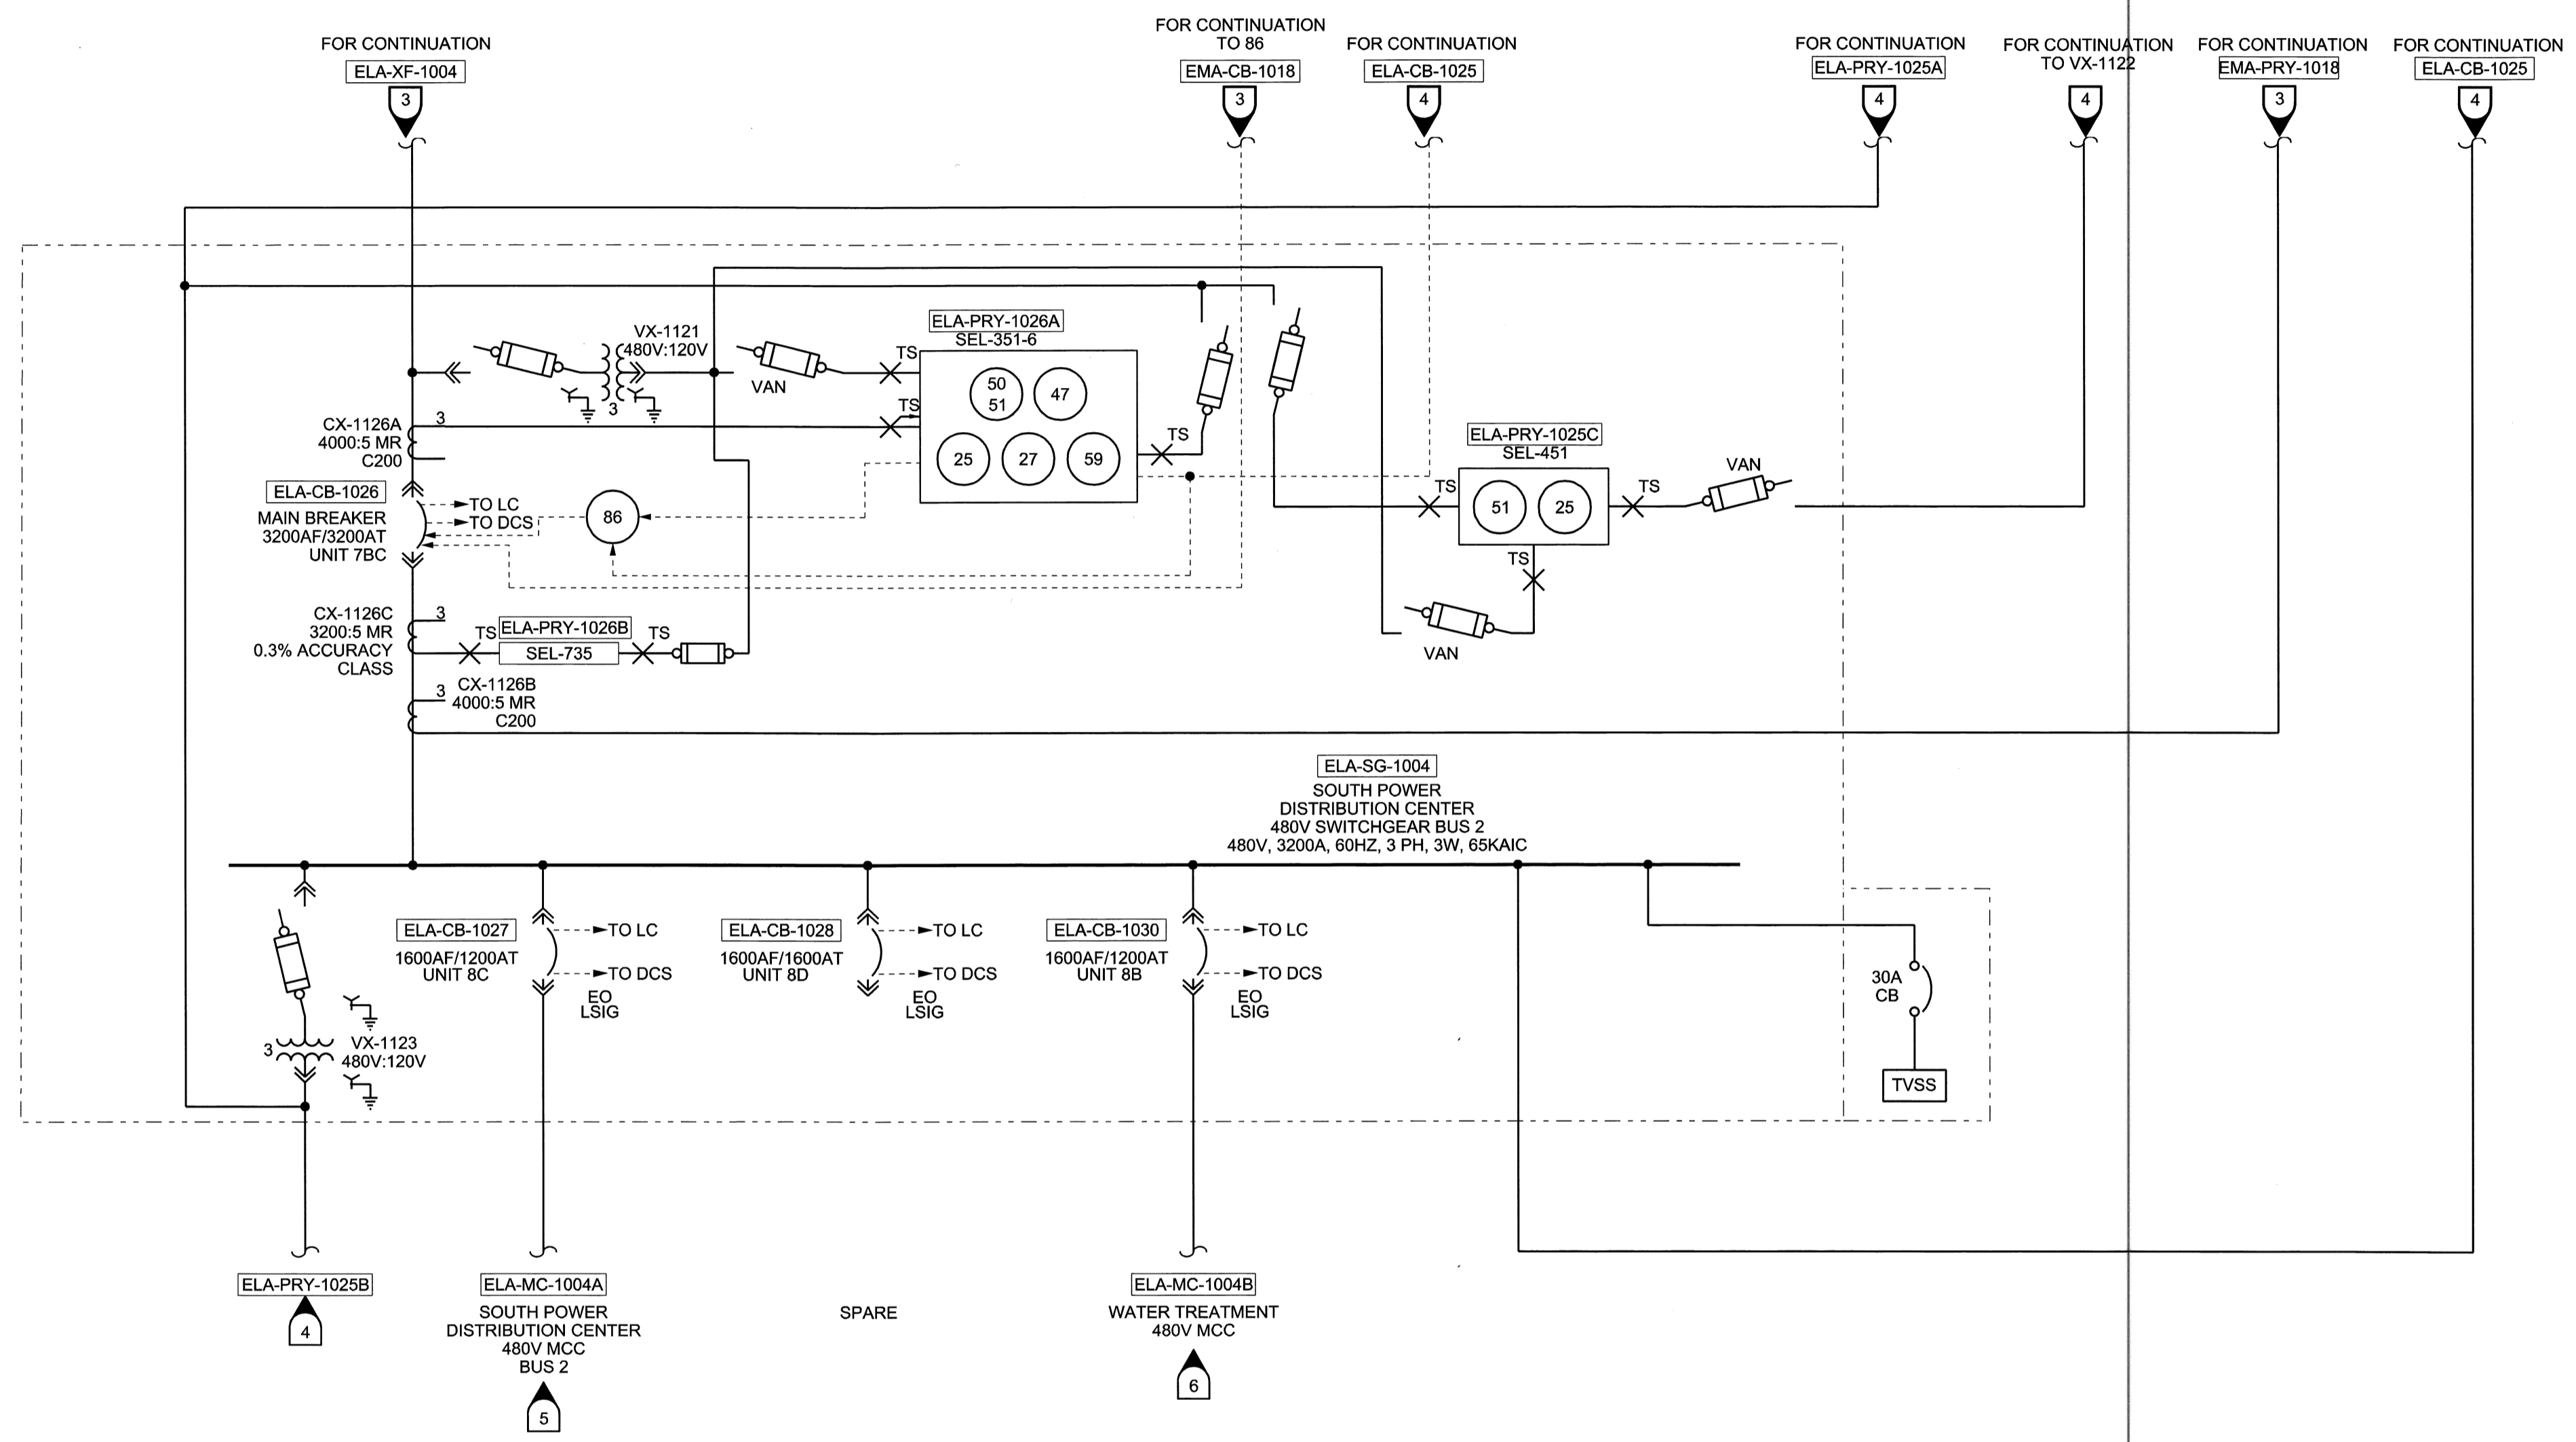 FOR CONTINUATION
ELA-XF-1004
3
FOR CONTINUATION
TO 86
EMA-CB-1018
3
FOR CONTINUATION
ELA-CB-1025
4
FOR CONTINUATION
ELA-PRY-1025A
4
FOR CONTINUATION
TO VX-1122
4
FOR CONTINUATION
EMA-PRY-1018
3
FOR CONTINUATION
ELA-CB-1025
4
VX-1121
480V:120V
3
VAN
TS
TS
ELA-PRY-1026A
SEL-351-6
50
51
47
25
27
59
TS
CX-1126A
4000:5 MR
C200
3
ELA-CB-1026
MAIN BREAKER
3200AF/3200AT
UNIT 7BC
TO LC
TO DCS
86
ELA-PRY-1025C
SEL-451
TS
51
25
TS
VAN
TS
VAN
CX-1126C
3200:5 MR
0.3% ACCURACY
CLASS
3
TS
ELA-PRY-1026B
SEL-735
TS
3
CX-1126B
4000:5 MR
C200
ELA-SG-1004
SOUTH POWER
DISTRIBUTION CENTER
480V SWITCHGEAR BUS 2
480V, 3200A, 60HZ, 3 PH, 3W, 65KAIC
ELA-CB-1027
1600AF/1200AT
UNIT 8C
TO LC
TO DCS
EO
LSIG
ELA-CB-1028
1600AF/1600AT
UNIT 8D
TO LC
TO DCS
EO
LSIG
ELA-CB-1030
1600AF/1200AT
UNIT 8B
TO LC
TO DCS
EO
LSIG
30A
CB
TVSS
3
VX-1123
480V:120V
ELA-PRY-1025B
4
ELA-MC-1004A
SOUTH POWER
DISTRIBUTION CENTER
480V MCC
BUS 2
5
SPARE
ELA-MC-1004B
WATER TREATMENT
480V MCC
6